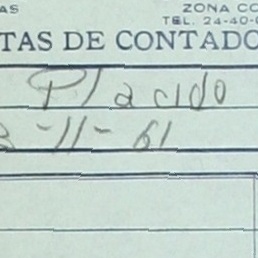 AS
ZONA CO
TEL. 24-40-
TAS DE CONTADO
Placido
-11-61